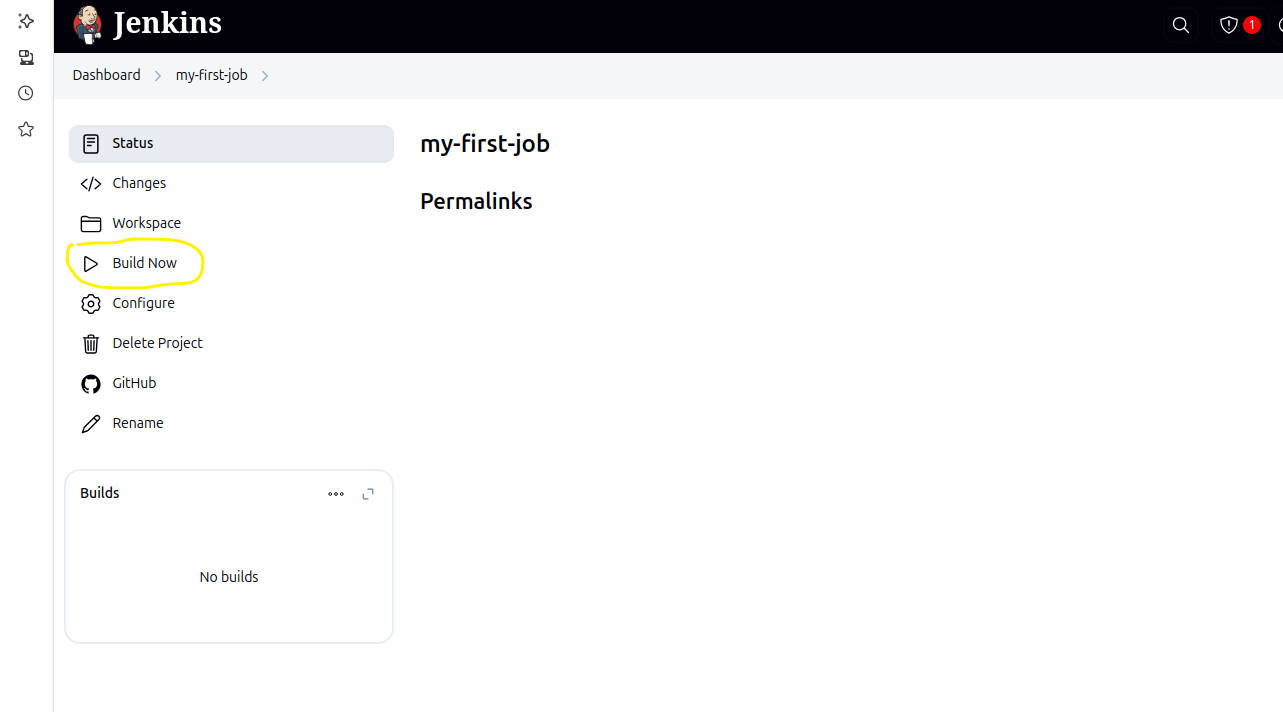 Jenkins
1
Dashboard my-first-job
Status
Changes
Workspace
Build Now
Configure
Delete Project
GitHub
Rename
my-first-job
Permalinks
Builds
No builds